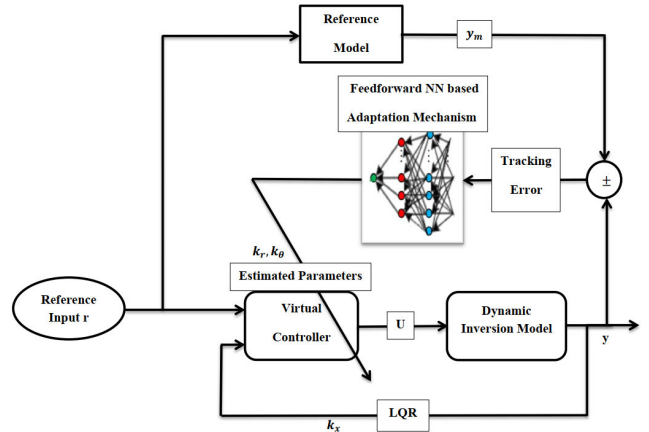 Reference
Model
y_m
Feedforward NN based
Adaptation Mechanism
Tracking
Error
±
k_r, k_θ
Estimated Parameters
Reference
Input r
Virtual
Controller
U
Dynamic
Inversion Model
y
LQR
k_x